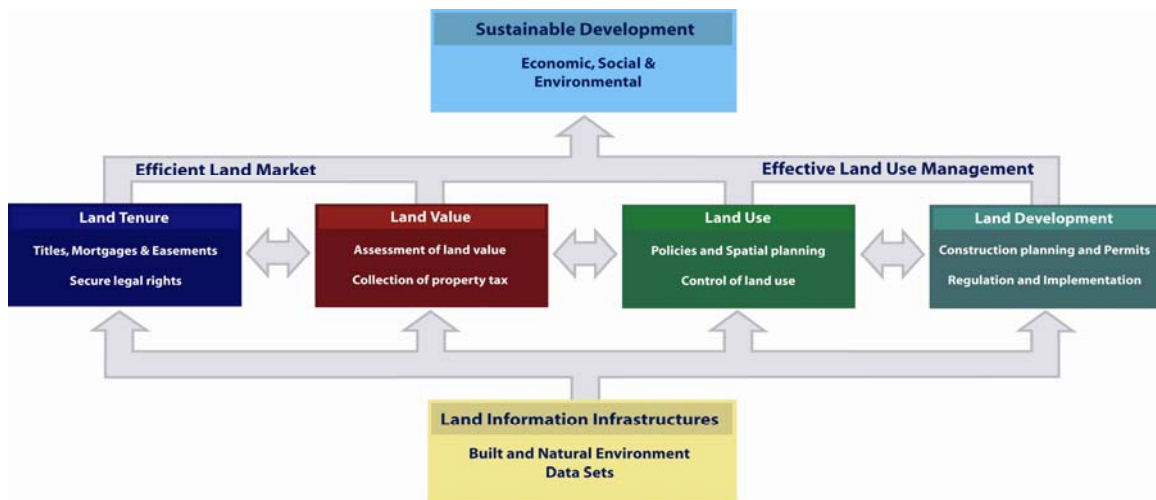 Sustainable Development
Economic, Social &
Environmental
Efficient Land Market
Effective Land Use Management
Land Tenure
Titles, Mortgages & Easements
Secure legal rights
Land Value
Assessment of land value
Collection of property tax
Land Use
Policies and Spatial planning
Control of land use
Land Development
Construction planning and Permits
Regulation and Implementation
Land Information Infrastructures
Built and Natural Environment
Data Sets